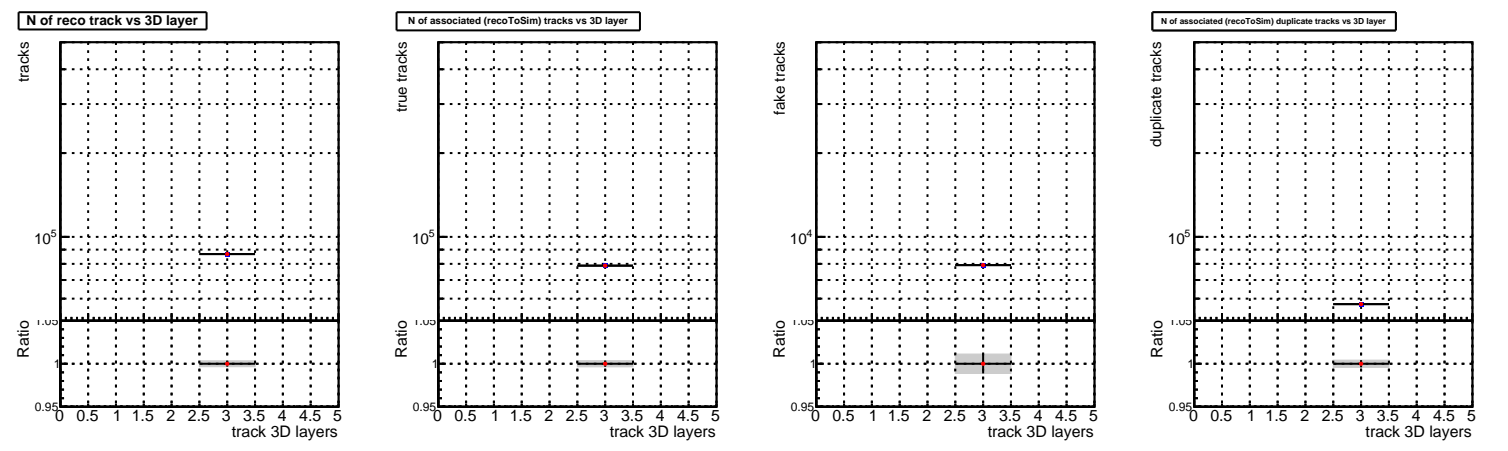 N of reco track vs 3D layer
tracks
10^5
Ratio
1.05
1
0.95
0 0.5 1 1.5 2 2.5 3 3.5 4 4.5 5
track 3D layers
N of associated (recoToSim) tracks vs 3D layer
true tracks
10^5
Ratio
1.05
1
0.95
0 0.5 1 1.5 2 2.5 3 3.5 4 4.5 5
track 3D layers
fake tracks
10^4
Ratio
1.05
1
0.95
0 0.5 1 1.5 2 2.5 3 3.5 4 4.5 5
track 3D layers
N of associated (recoToSim) duplicate tracks vs 3D layer
duplicate tracks
10^5
Ratio
1.05
1
0.95
0 0.5 1 1.5 2 2.5 3 3.5 4 4.5 5
track 3D layers